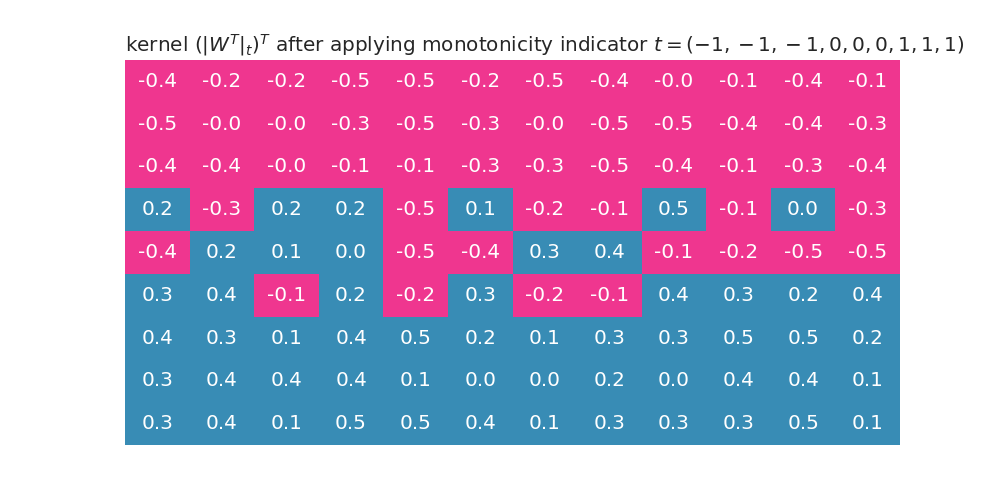 kernel (|W^T|_t)^T after applying monotonicity indicator t = (−1, −1, −1, 0, 0, 0, 1, 1, 1)
-0.4 -0.2 -0.2 -0.5 -0.5 -0.2 -0.5 -0.4 -0.0 -0.1 -0.4 -0.1
-0.5 -0.0 -0.0 -0.3 -0.5 -0.3 -0.0 -0.5 -0.5 -0.4 -0.4 -0.3
-0.4 -0.4 -0.0 -0.1 -0.1 -0.3 -0.3 -0.5 -0.4 -0.1 -0.3 -0.4
0.2 -0.3 0.2 0.2 -0.5 0.1 -0.2 -0.1 0.5 -0.1 0.0 -0.3
-0.4 0.2 0.1 0.0 -0.5 -0.4 0.3 0.4 -0.1 -0.2 -0.5 -0.5
0.3 0.4 -0.1 0.2 -0.2 0.3 -0.2 -0.1 0.4 0.3 0.2 0.4
0.4 0.3 0.1 0.4 0.5 0.2 0.1 0.3 0.3 0.5 0.5 0.2
0.3 0.4 0.4 0.4 0.1 0.0 0.0 0.2 0.0 0.4 0.4 0.1
0.3 0.4 0.1 0.5 0.5 0.4 0.1 0.3 0.3 0.3 0.5 0.1